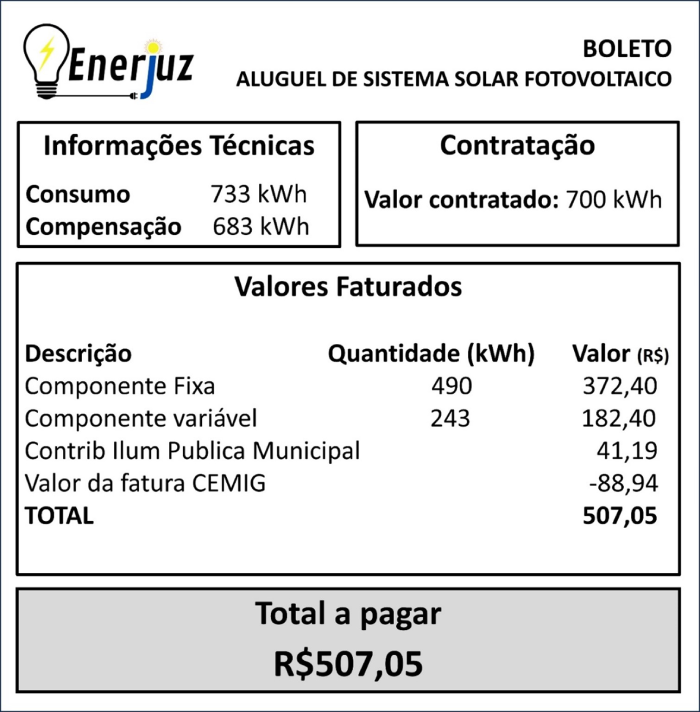 Enerjuz
BOLETO
ALUGUEL DE SISTEMA SOLAR FOTOVOLTAICO
Informações Técnicas
Consumo 733 kWh
Compensação 683 kWh
Contratação
Valor contratado: 700 kWh
Valores Faturados
Descrição Quantidade (kWh) Valor (R$)
Componente Fixa 490 372,40
Componente variável 243 182,40
Contrib Ilum Publica Municipal 41,19
Valor da fatura CEMIG -88,94
TOTAL 507,05
Total a pagar
R$507,05